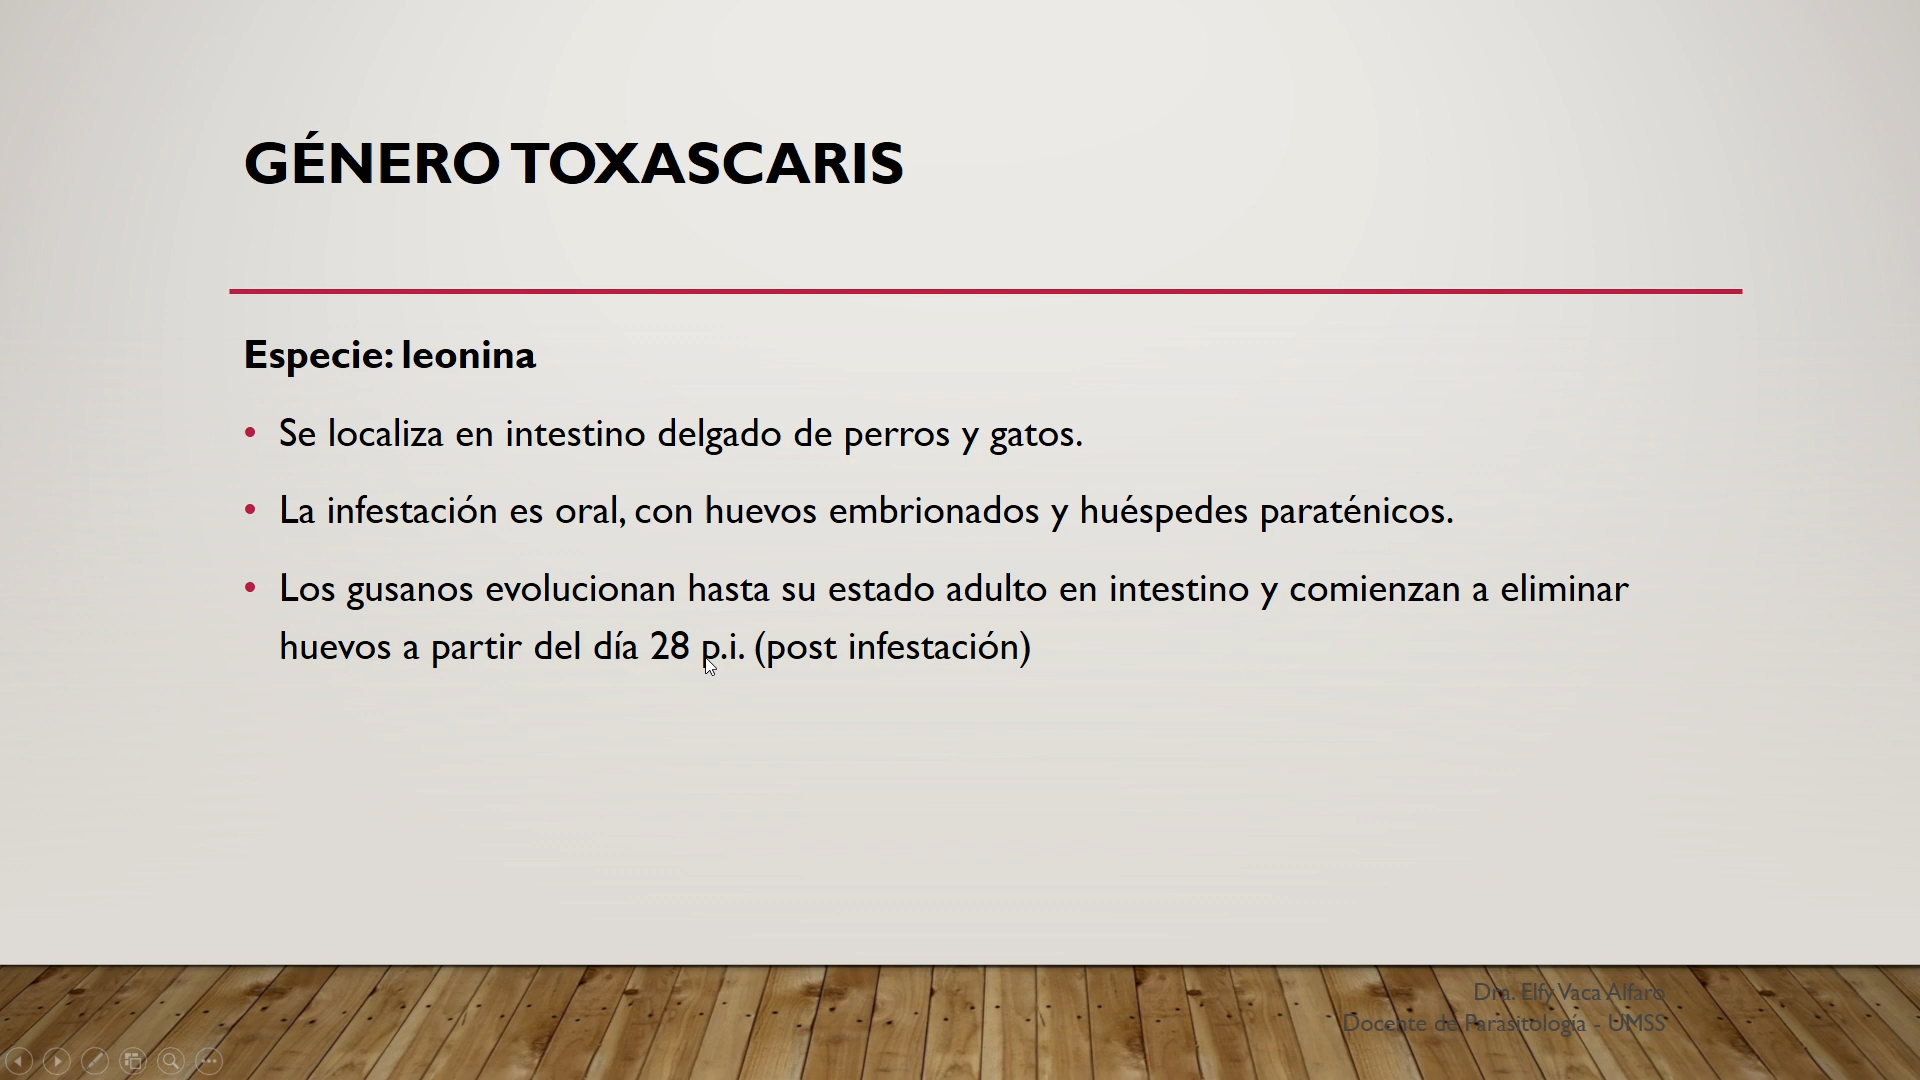 GÉNERO TOXASCARIS
Especie: leonina
• Se localiza en intestino delgado de perros y gatos.
• La infestación es oral, con huevos embrionados y huéspedes paraténicos.
• Los gusanos evolucionan hasta su estado adulto en intestino y comienzan a eliminar
huevos a partir del día 28 p.i. (post infestación)
Dra. Elfy Vaca Alfaro
Docente de Parasitología - UMSS